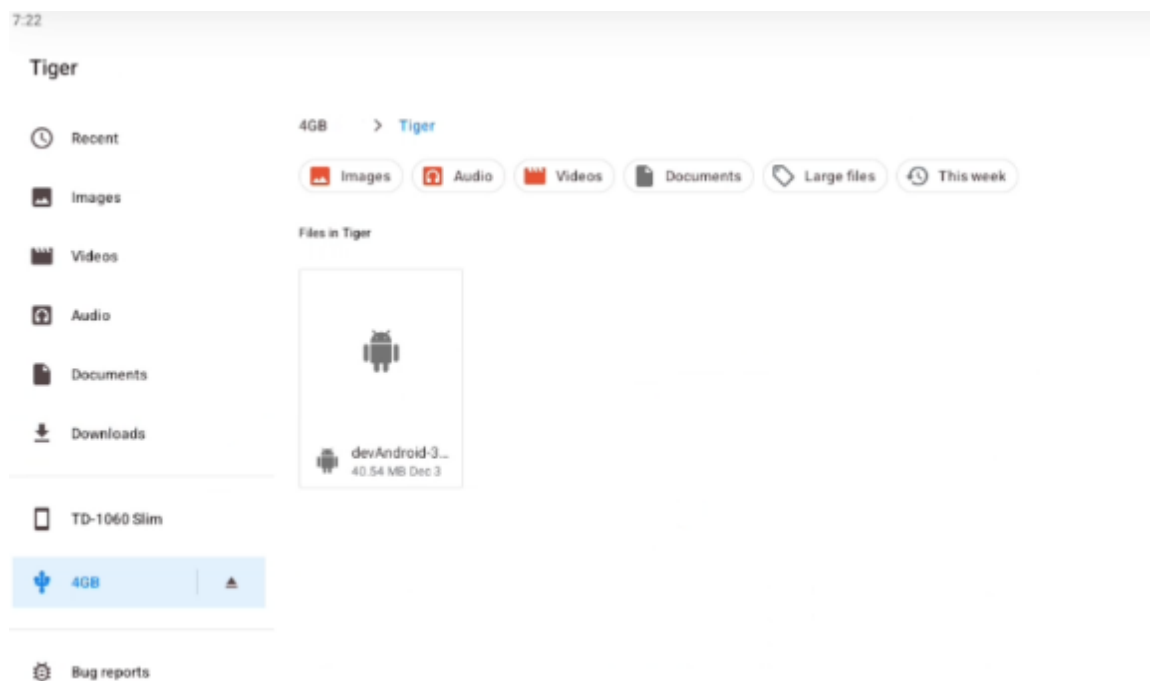 7:22
Tiger
Recent
Images
Videos
Audio
Documents
Downloads
TD-1060 Slim
4GB
Bug reports
4GB > Tiger
Images Audio Videos Documents Large files This week
Files in Tiger
devAndroid-3...
40.54 MB Dec 3